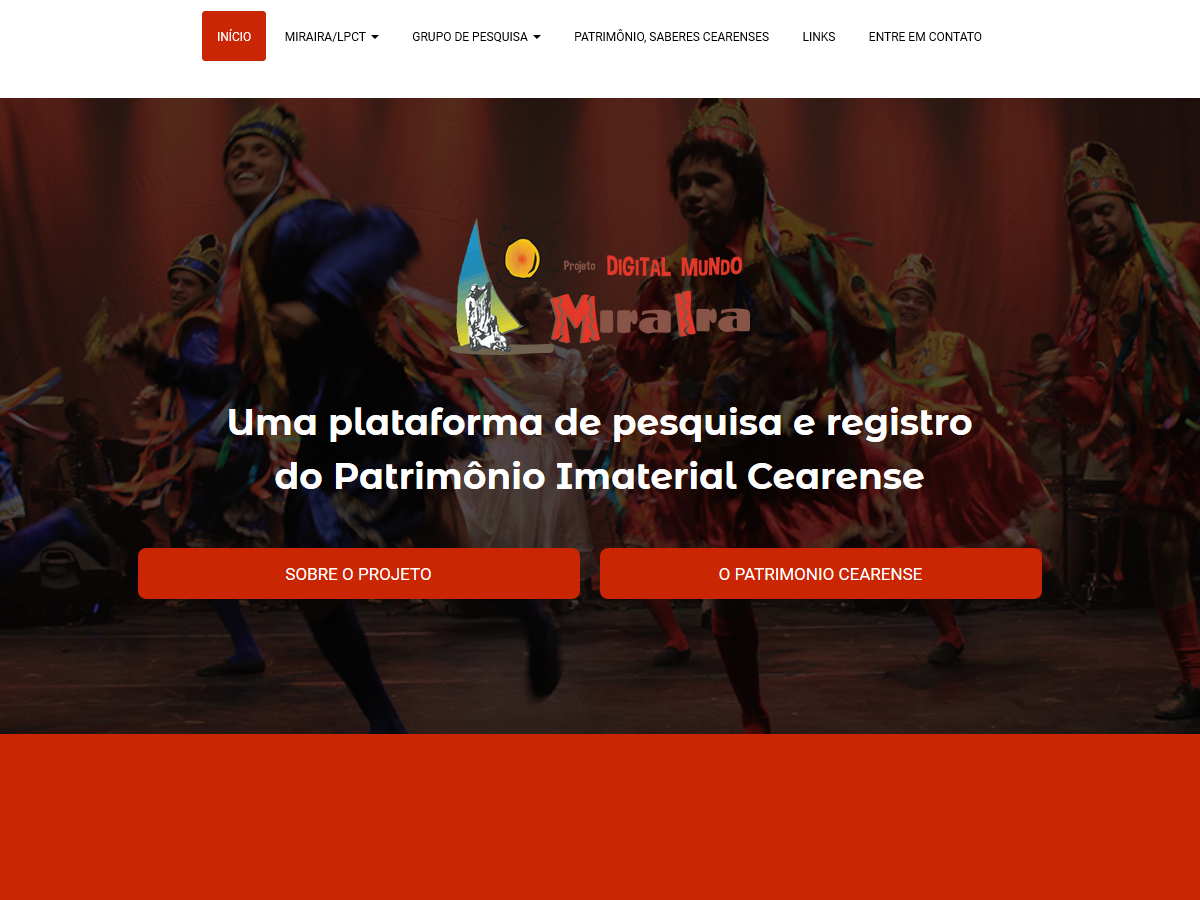 INÍCIO
MIRAIRA/LPCT
GRUPO DE PESQUISA
PATRIMÔNIO, SABERES CEARENSES
LINKS
ENTRE EM CONTATO
Projeto DIGITAL MUNDO
MIRAIRA
Uma plataforma de pesquisa e registro
do Patrimônio Imaterial Cearense
SOBRE O PROJETO
O PATRIMONIO CEARENSE